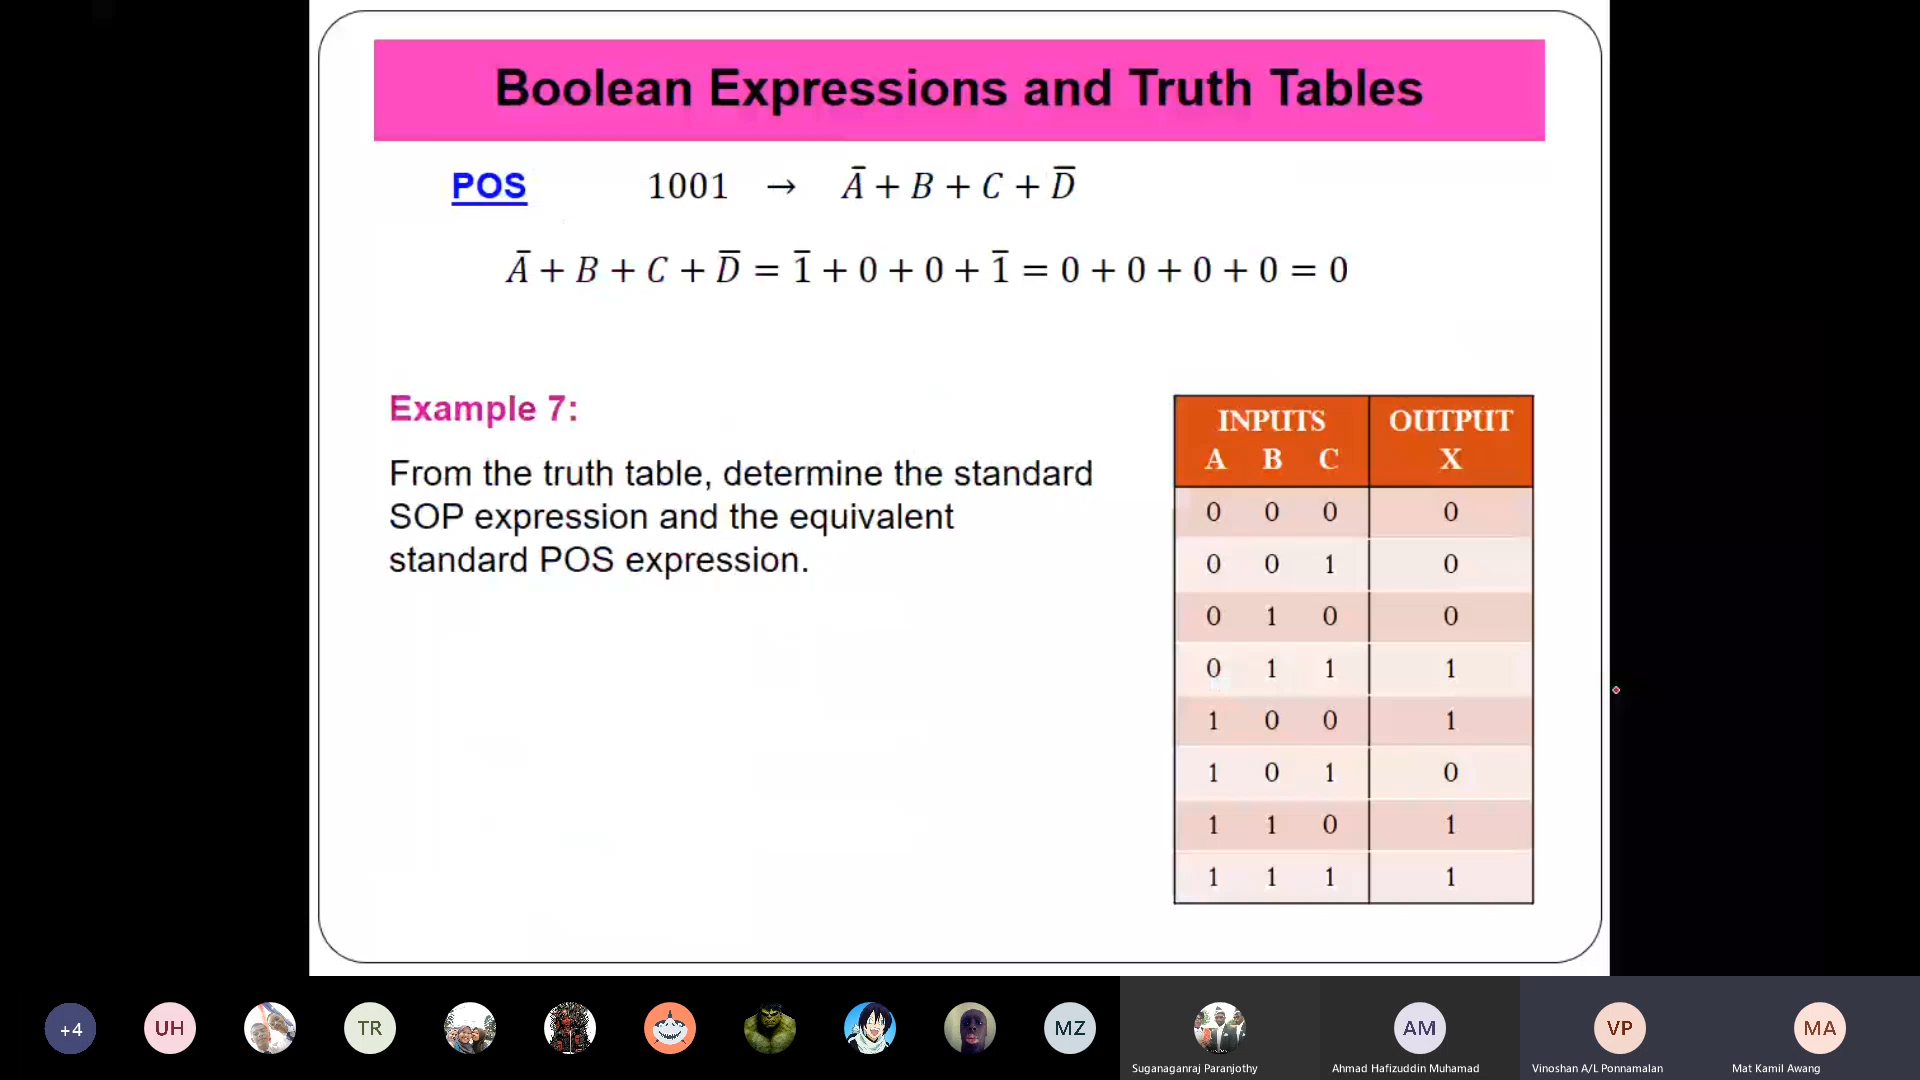 Boolean Expressions and Truth Tables
POS 1001 → A̅ + B + C + D̅
A̅ + B + C + D̅ = 1̅ + 0 + 0 + 1̅ = 0 + 0 + 0 + 0 = 0
Example 7:
From the truth table, determine the standard
SOP expression and the equivalent
standard POS expression.
INPUTS OUTPUT
A B C X
0 0 0 0
0 0 1 0
0 1 0 0
0 1 1 1
1 0 0 1
1 0 1 0
1 1 0 1
1 1 1 1
+4 UH TR MZ AM VP MA
Suganaganraj Paranjothy Ahmad Hafizuddin Muhamad Vinoshan A/L Ponnamalan Mat Kamil Awang